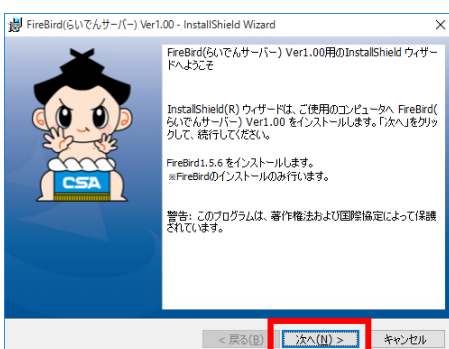 FireBird(らいでんサーバー) Ver1.00 - InstallShield Wizard
FireBird(らいでんサーバー) Ver1.00用のInstallShield ウィザー
ドへようこそ
InstallShield(R) ウィザードは、ご使用のコンピュータへ FireBird(
らいでんサーバー) Ver1.00 をインストールします。「次へ」をクリッ
クして、続行してください。
FireBird1.5.6 をインストールします。
※FireBirdのインストールのみ行います。
警告: このプログラムは、著作権法および国際協定によって保護
されています。
CSA
< 戻る(B)
次へ(N) >
キャンセル